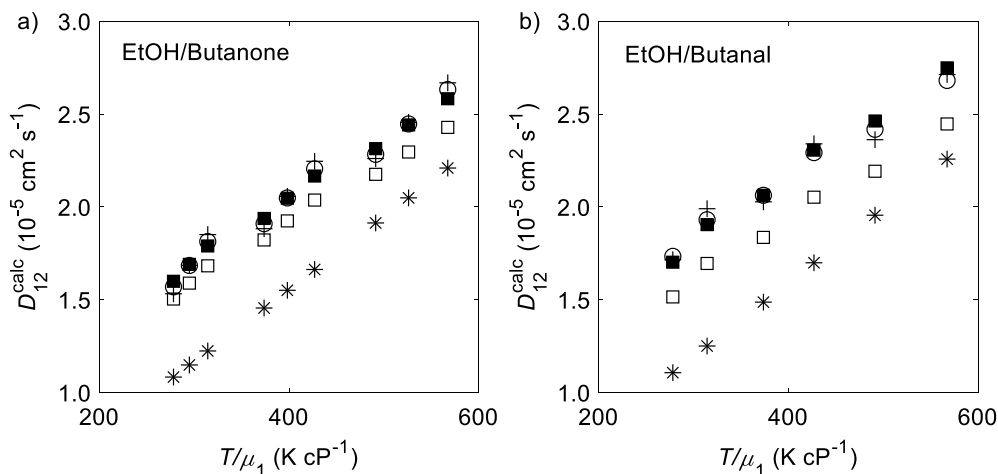 a)
EtOH/Butanone
3.0
2.5
2.0
1.5
1.0
200
400
600
D₁₂ᶜᵃˡᶜ (10⁻⁵ cm² s⁻¹)
T/μ₁ (K cP⁻¹)
b)
EtOH/Butanal
3.0
2.5
2.0
1.5
1.0
200
400
600
D₁₂ᶜᵃˡᶜ (10⁻⁵ cm² s⁻¹)
T/μ₁ (K cP⁻¹)